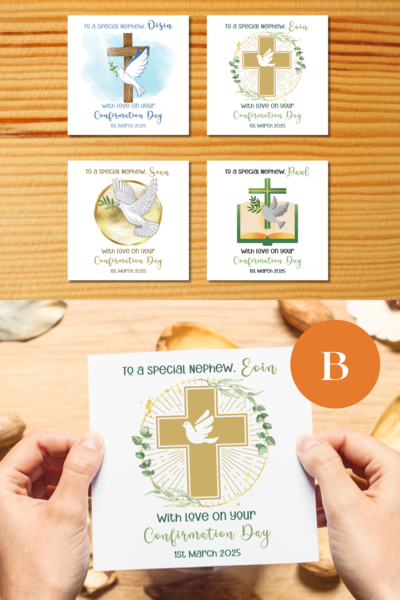 To a special Nephew, Oisin
With love on your
Confirmation Day
1st March 2025
To a special Nephew, Eoin
With love on your
Confirmation Day
1st March 2025
To a special Nephew, Sean
With love on your
Confirmation Day
1st March 2025
To a special Nephew, Paul
With love on your
Confirmation Day
1st March 2025
B
To a special Nephew, Eoin
With love on your
Confirmation Day
1st March 2025